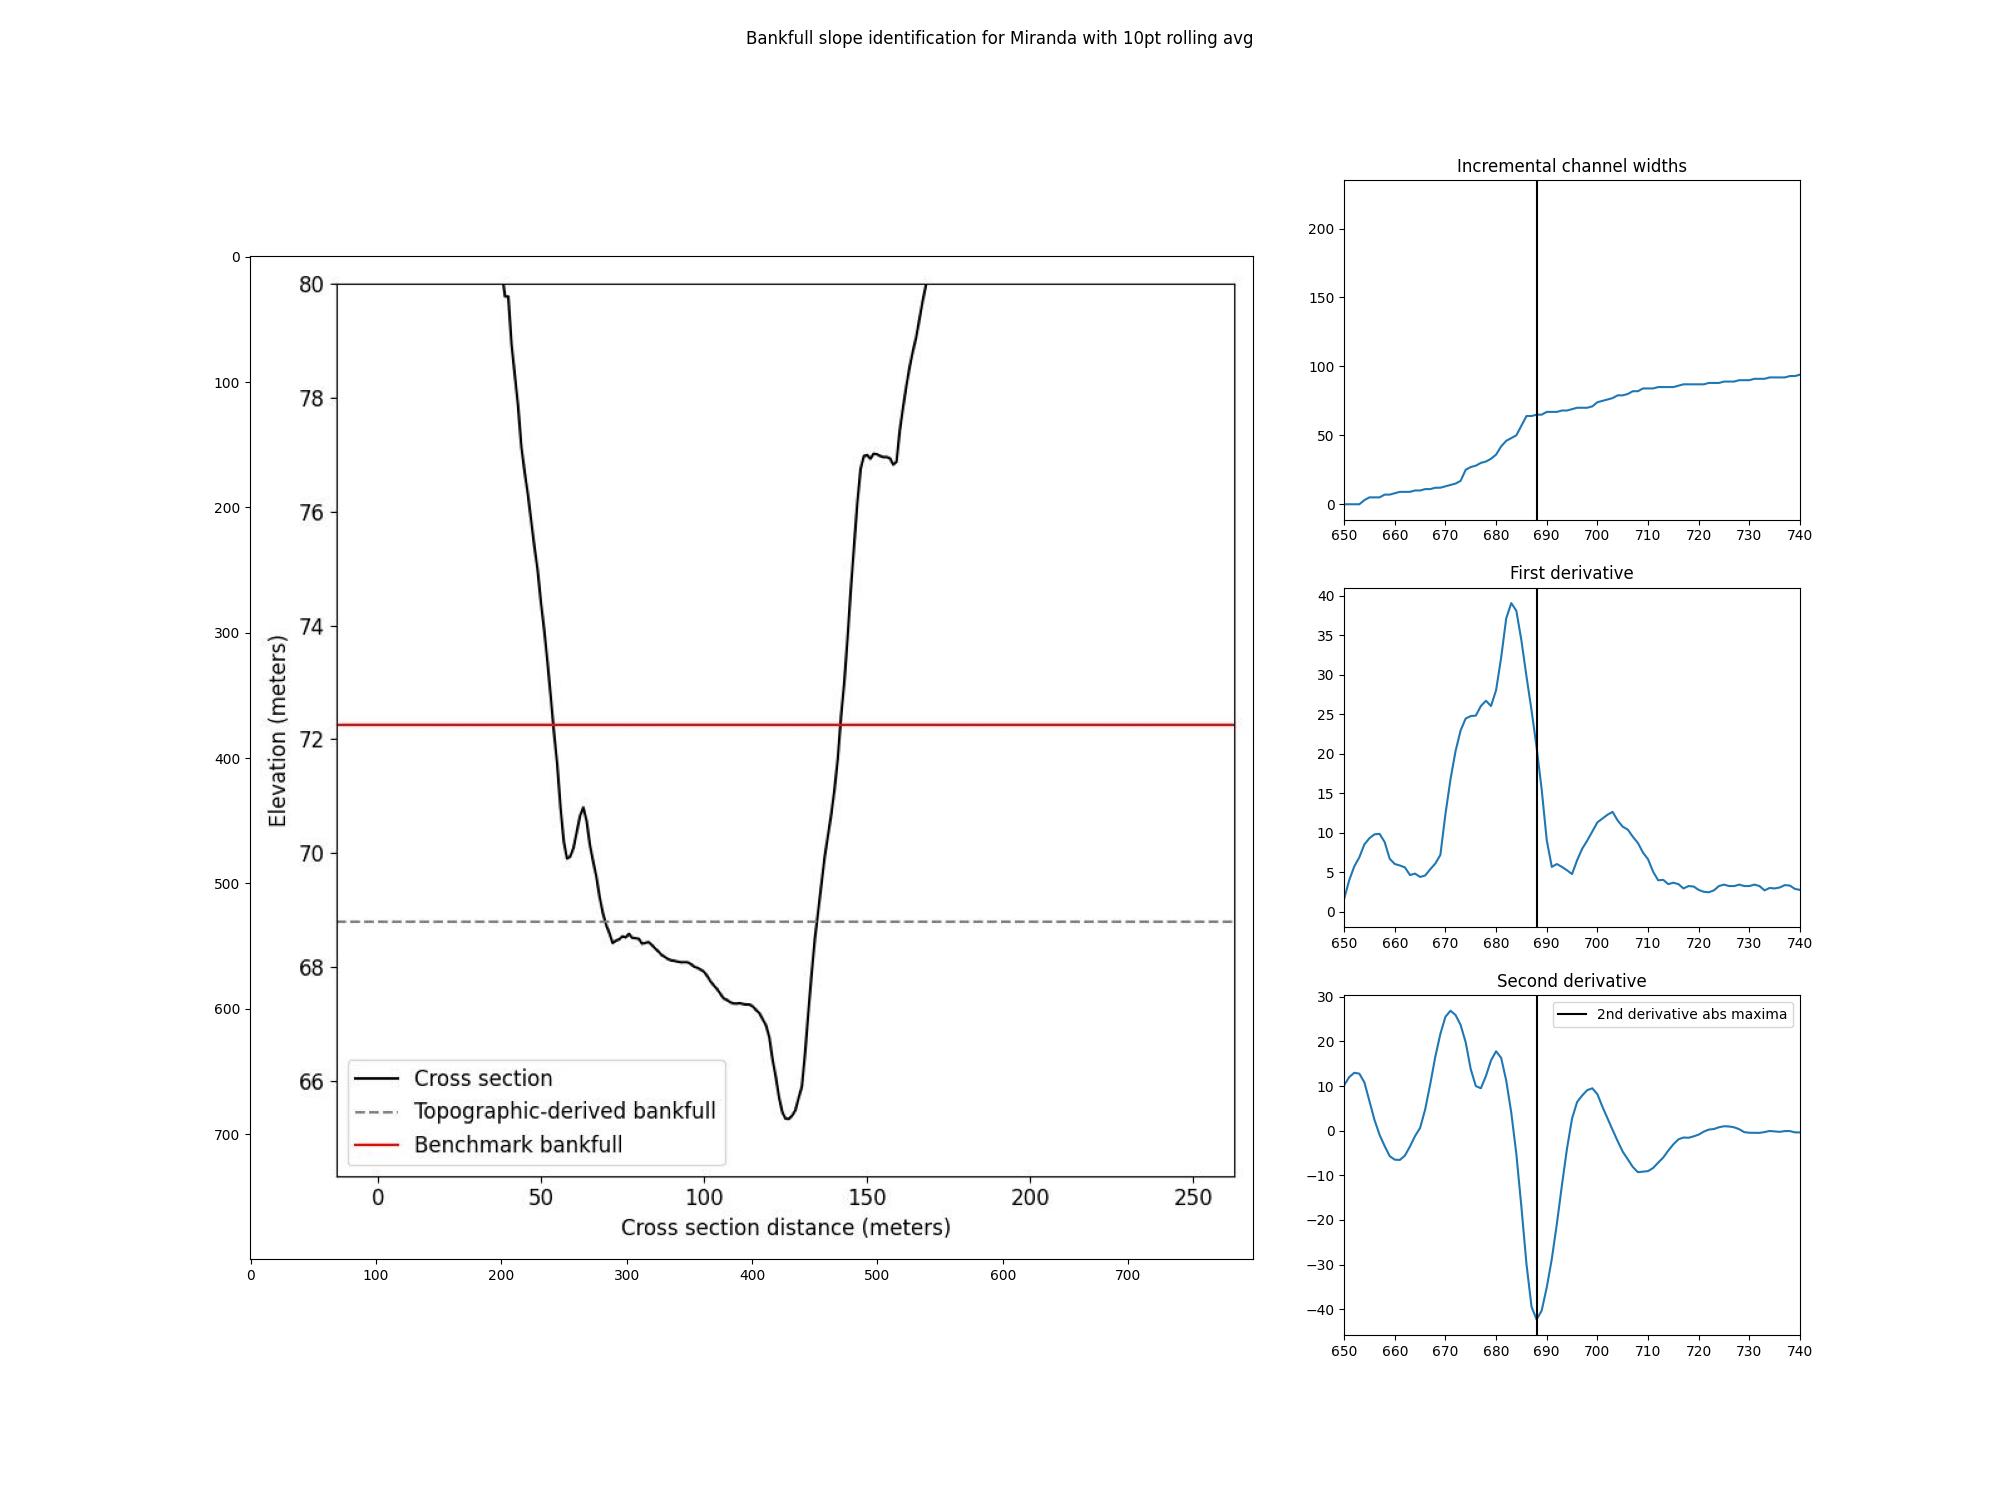 Bankfull slope identification for Miranda with 10pt rolling avg
0
100
200
300
400
500
600
700
80
78
76
74
72
70
68
66
Elevation (meters)
Cross section
Topographic-derived bankfull
Benchmark bankfull
0 50 100 150 200 250
Cross section distance (meters)
0 100 200 300 400 500 600 700
Incremental channel widths
200
150
100
50
0
650 660 670 680 690 700 710 720 730 740
First derivative
40
35
30
25
20
15
10
5
0
650 660 670 680 690 700 710 720 730 740
Second derivative
30
20
10
0
−10
−20
−30
−40
2nd derivative abs maxima
650 660 670 680 690 700 710 720 730 740